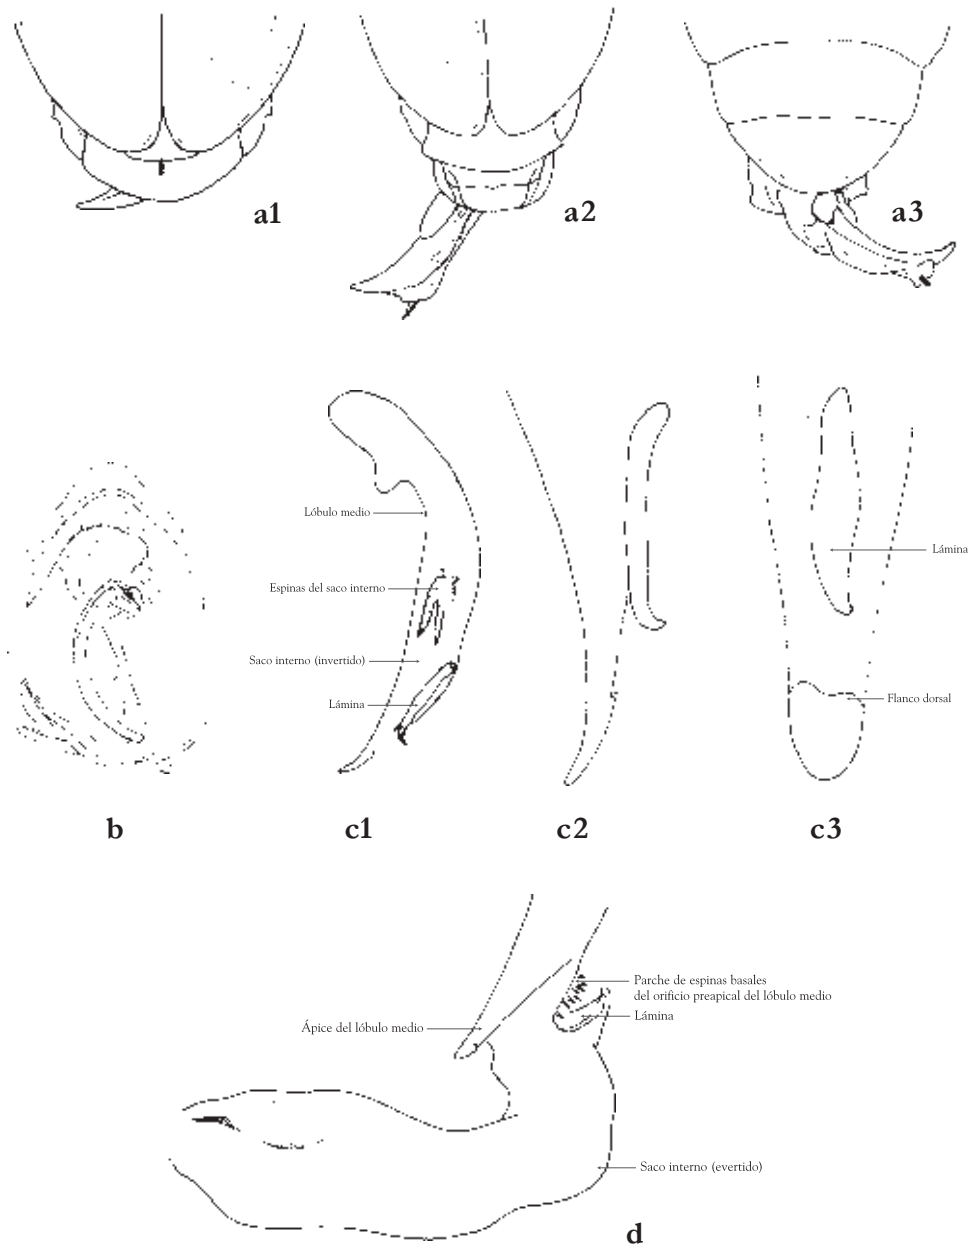 a1
a2
a3
Lóbulo medio
Espinas del saco interno
Saco interno (invertido)
Lámina
Lámina
Flanco dorsal
b
c1
c2
c3
Parche de espinas basales
del orificio preapical del lóbulo medio
Lámina
Ápice del lóbulo medio
Saco interno (evertido)
d